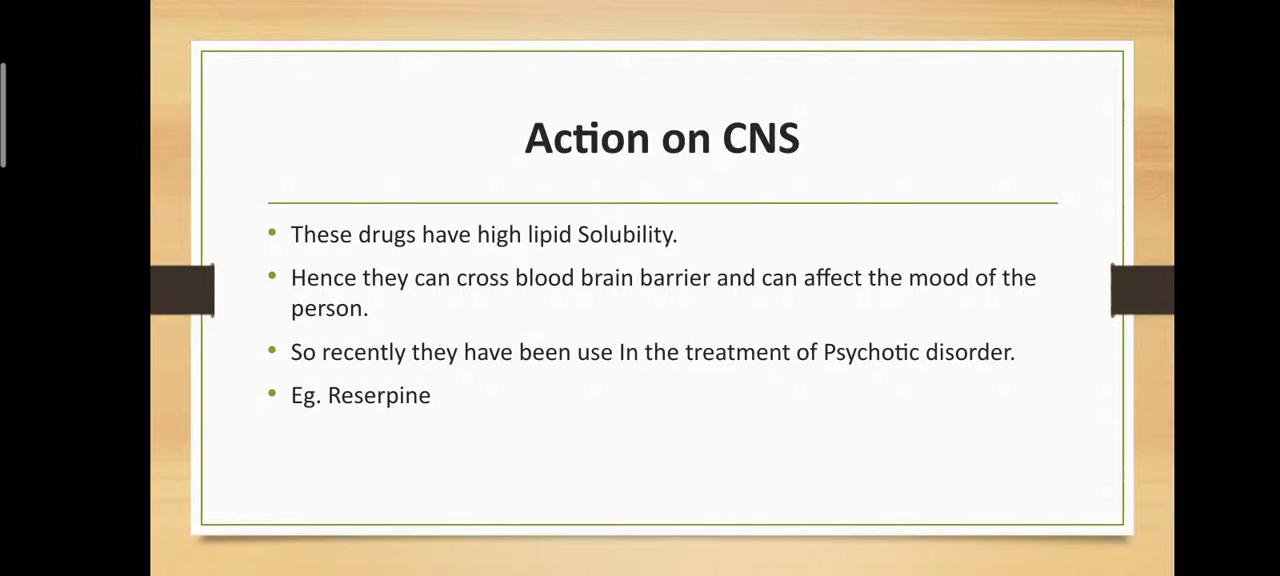 Action on CNS
These drugs have high lipid Solubility.
Hence they can cross blood brain barrier and can affect the mood of the
person.
So recently they have been use In the treatment of Psychotic disorder.
Eg. Reserpine